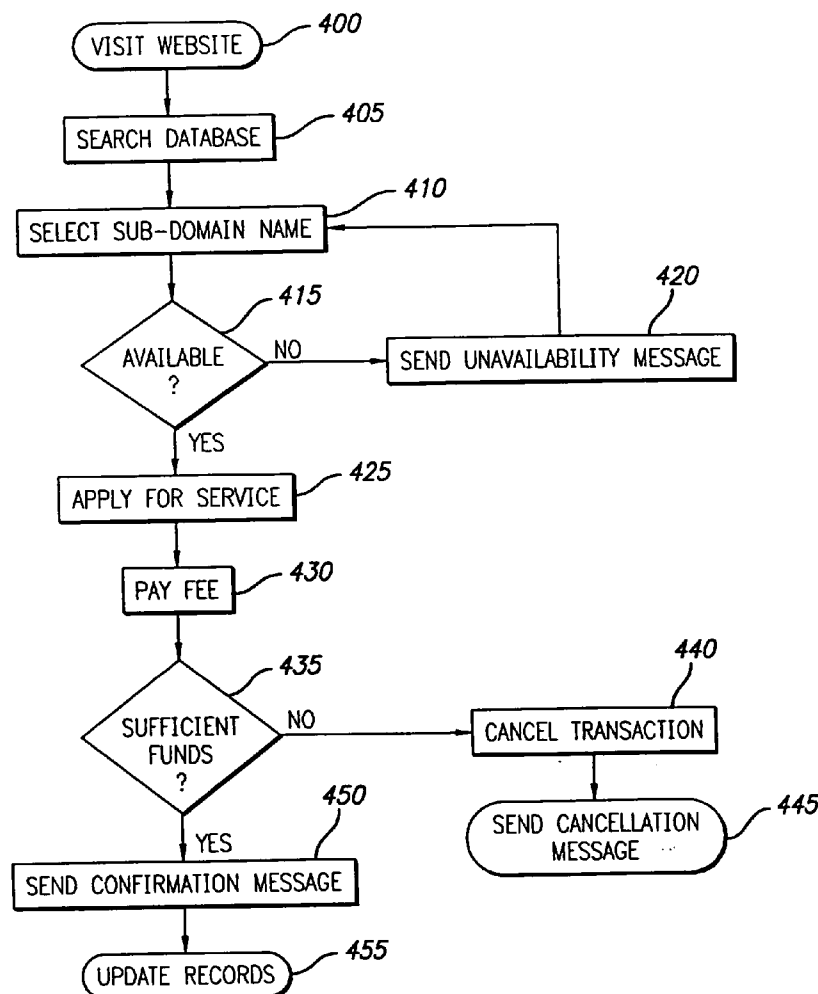 VISIT WEBSITE
400
SEARCH DATABASE
405
SELECT SUB-DOMAIN NAME
410
AVAILABLE
?
415
NO
SEND UNAVAILABILITY MESSAGE
420
YES
APPLY FOR SERVICE
425
PAY FEE
430
SUFFICIENT
FUNDS
?
435
NO
CANCEL TRANSACTION
440
SEND CANCELLATION
MESSAGE
445
YES
SEND CONFIRMATION MESSAGE
450
UPDATE RECORDS
455